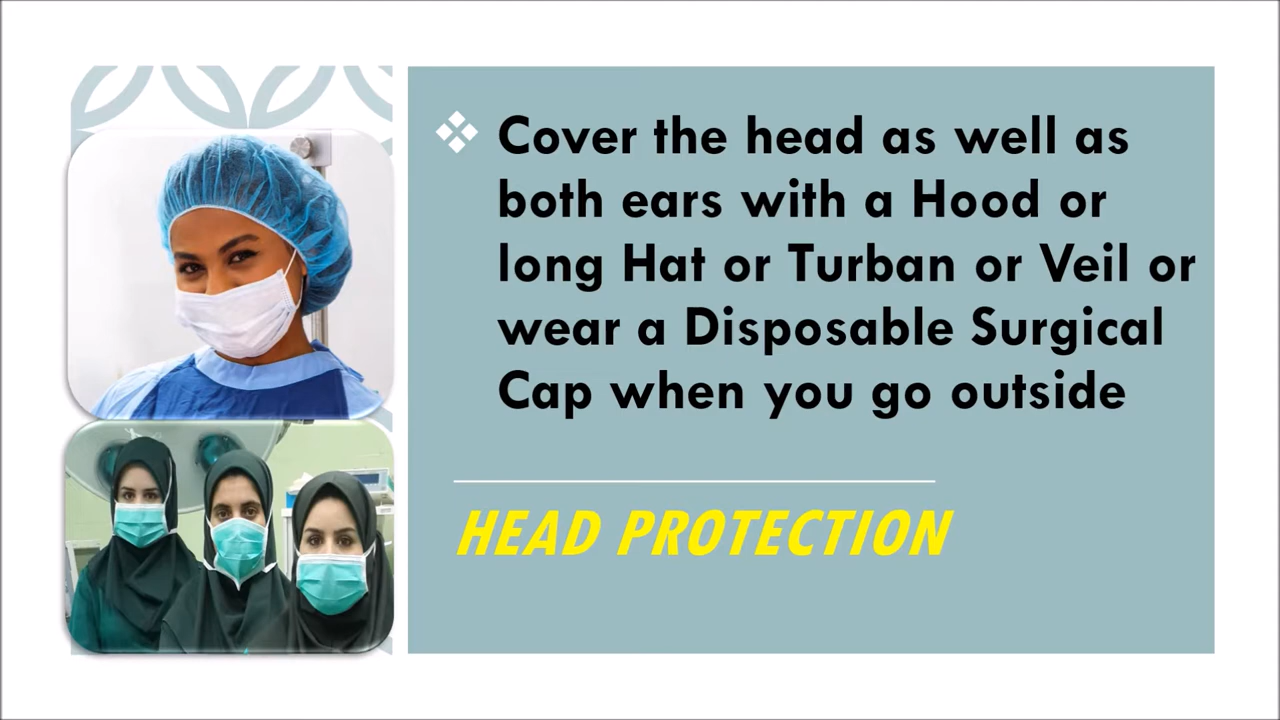 Cover the head as well as
both ears with a Hood or
long Hat or Turban or Veil or
wear a Disposable Surgical
Cap when you go outside
HEAD PROTECTION